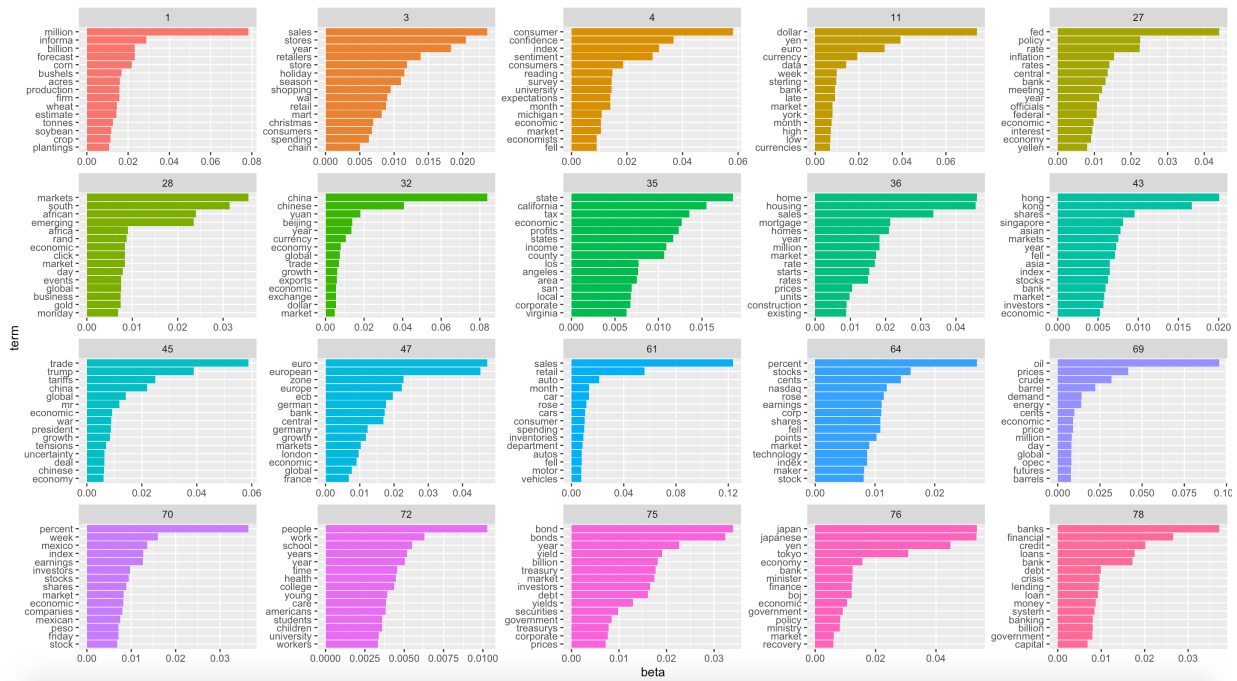 1
million
informa
billion
forecast
corn
bushels
acres
production
firm
wheat
estimate
tonnes
soybean
crop
plantings
0.00 0.02 0.04 0.06 0.08
3
sales
stores
year
retailers
store
holiday
season
shopping
wal
retail
mart
christmas
consumers
spending
chain
0.000 0.005 0.010 0.015 0.020
4
consumer
confidence
index
sentiment
consumers
reading
survey
university
expectations
month
michigan
economic
market
economists
fell
0.00 0.02 0.04 0.06
11
dollar
yen
euro
currency
data
week
sterling
bank
late
market
york
month
high
low
currencies
0.00 0.02 0.04 0.06
27
fed
policy
rate
inflation
rates
central
bank
meeting
year
officials
federal
economic
interest
economy
yellen
0.00 0.01 0.02 0.03 0.04
28
markets
south
african
emerging
africa
rand
economic
click
market
day
events
global
business
gold
monday
0.00 0.01 0.02 0.03
32
china
chinese
yuan
beijing
year
currency
economy
global
trade
growth
exports
economic
exchange
dollar
market
0.00 0.02 0.04 0.06 0.08
35
state
california
tax
economic
profits
states
income
county
los
angeles
area
san
local
corporate
virginia
0.000 0.005 0.010 0.015
36
home
housing
sales
mortgage
homes
year
million
market
rate
starts
rates
prices
units
construction
existing
0.00 0.01 0.02 0.03 0.04
43
hong
kong
shares
singapore
asian
markets
year
fell
asia
index
stocks
bank
market
investors
economic
0.000 0.005 0.010 0.015 0.020
term
45
trade
trump
tariffs
china
global
mr
economic
war
president
growth
tensions
uncertainty
deal
chinese
economy
0.00 0.02 0.04 0.06
47
euro
european
zone
europe
ecb
german
bank
central
germany
growth
markets
london
economic
global
france
0.00 0.01 0.02 0.03 0.04
61
sales
retail
auto
month
car
rose
cars
consumer
spending
inventories
department
autos
fell
motor
vehicles
0.00 0.04 0.08 0.12
64
percent
stocks
cents
nasdaq
rose
earnings
corp
shares
fell
points
market
technology
index
maker
stock
0.00 0.01 0.02
69
oil
prices
crude
barrel
demand
energy
cents
economic
price
million
day
global
opec
futures
barrels
0.000 0.025 0.050 0.075 0.10
70
percent
week
mexico
index
earnings
investors
stocks
shares
market
economic
companies
mexican
peso
friday
stock
0.00 0.01 0.02 0.03
72
people
work
school
years
year
time
health
college
young
care
americans
students
children
university
workers
0.0000 0.0025 0.0050 0.0075 0.0100
75
bond
bonds
year
yield
billion
treasury
market
investors
debt
yields
securities
government
treasurys
corporate
prices
0.00 0.01 0.02 0.03
76
japan
japanese
yen
tokyo
economy
bank
minister
finance
boj
economic
government
policy
ministry
market
recovery
0.00 0.02 0.04
78
banks
financial
credit
loans
bank
debt
crisis
lending
loan
money
system
banking
billion
government
capital
0.00 0.01 0.02 0.03
beta